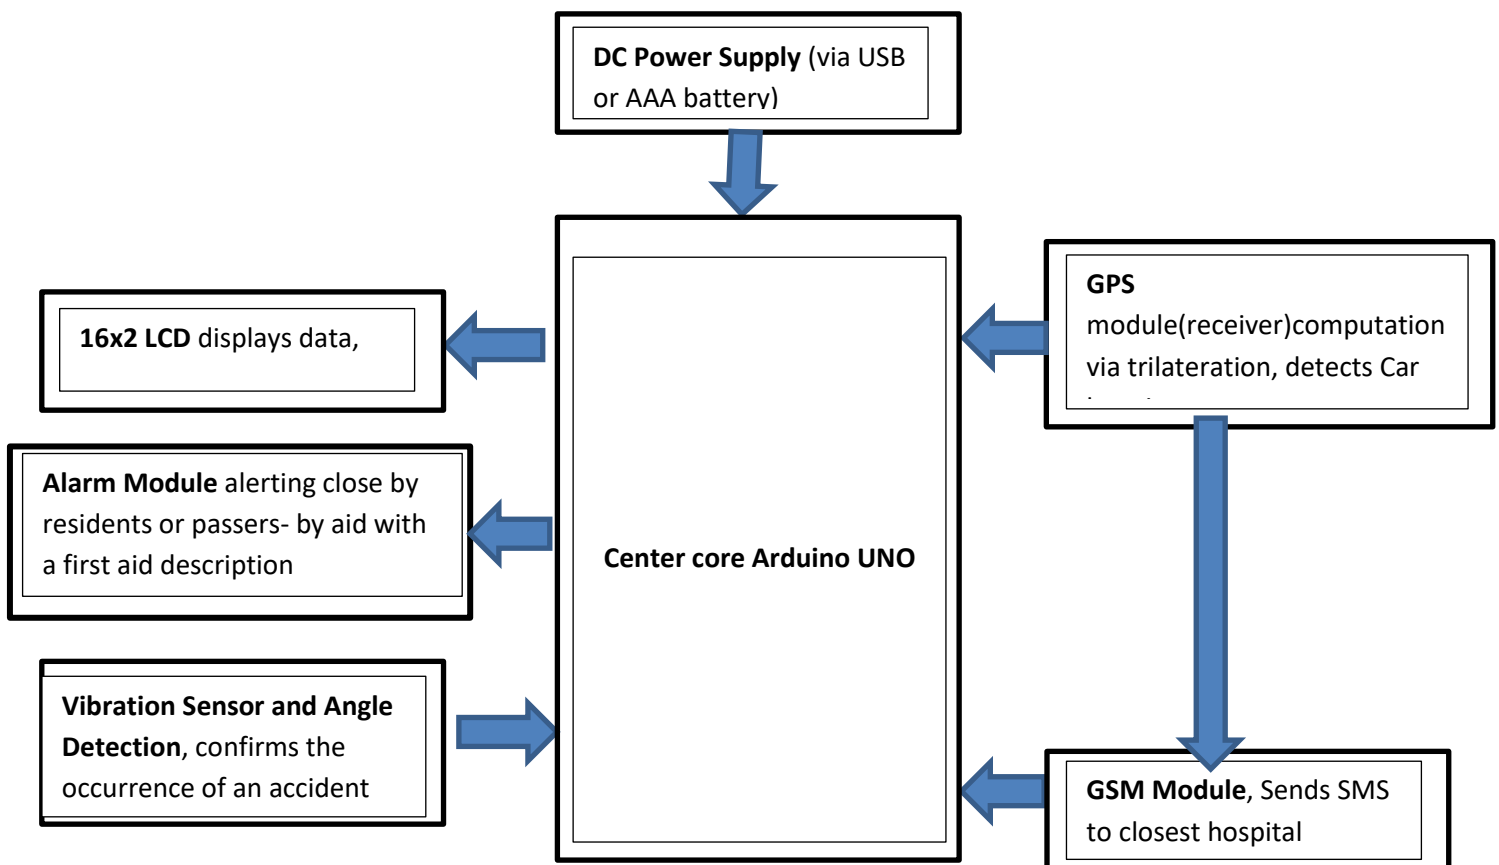 DC Power Supply (via USB
or AAA battery)
16x2 LCD displays data,
Alarm Module alerting close by
residents or passers- by aid with
a first aid description
Vibration Sensor and Angle
Detection, confirms the
occurrence of an accident
Center core Arduino UNO
GPS
module(receiver)computation
via trilateration, detects Car
GSM Module, Sends SMS
to closest hospital